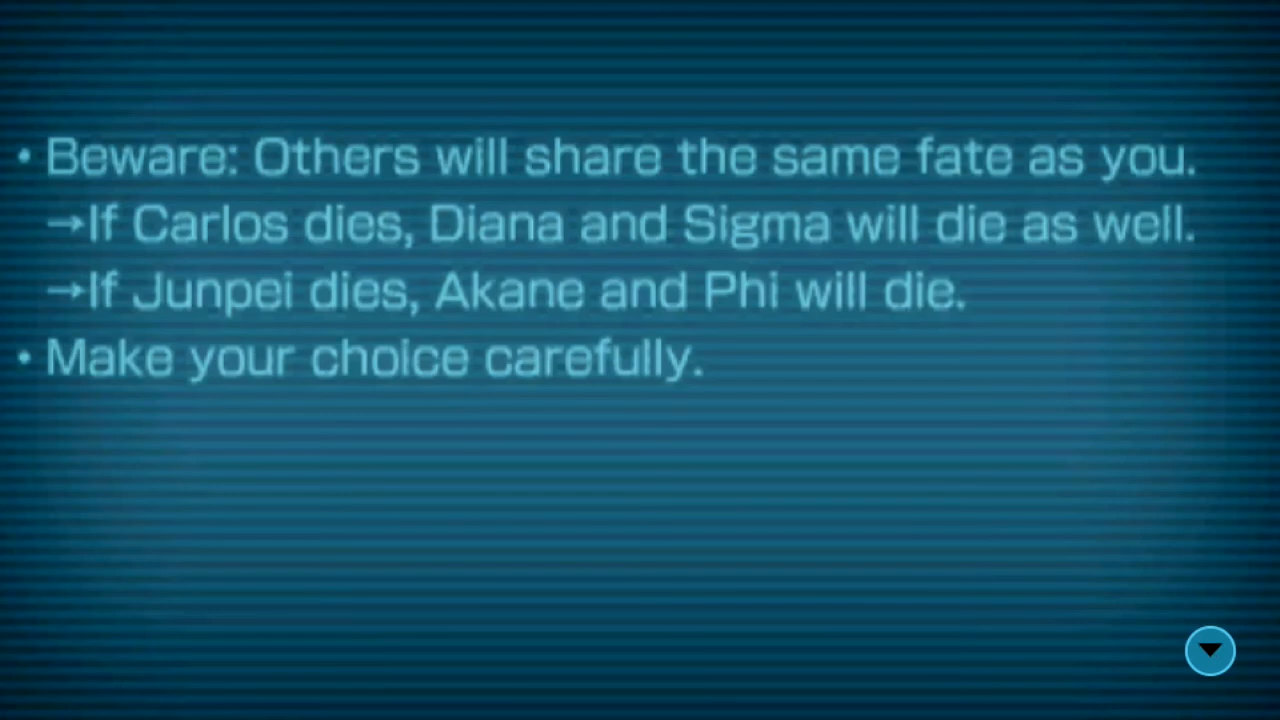 • Beware: Others will share the same fate as you.
→If Carlos dies, Diana and Sigma will die as well.
→If Junpei dies, Akane and Phi will die.
• Make your choice carefully.